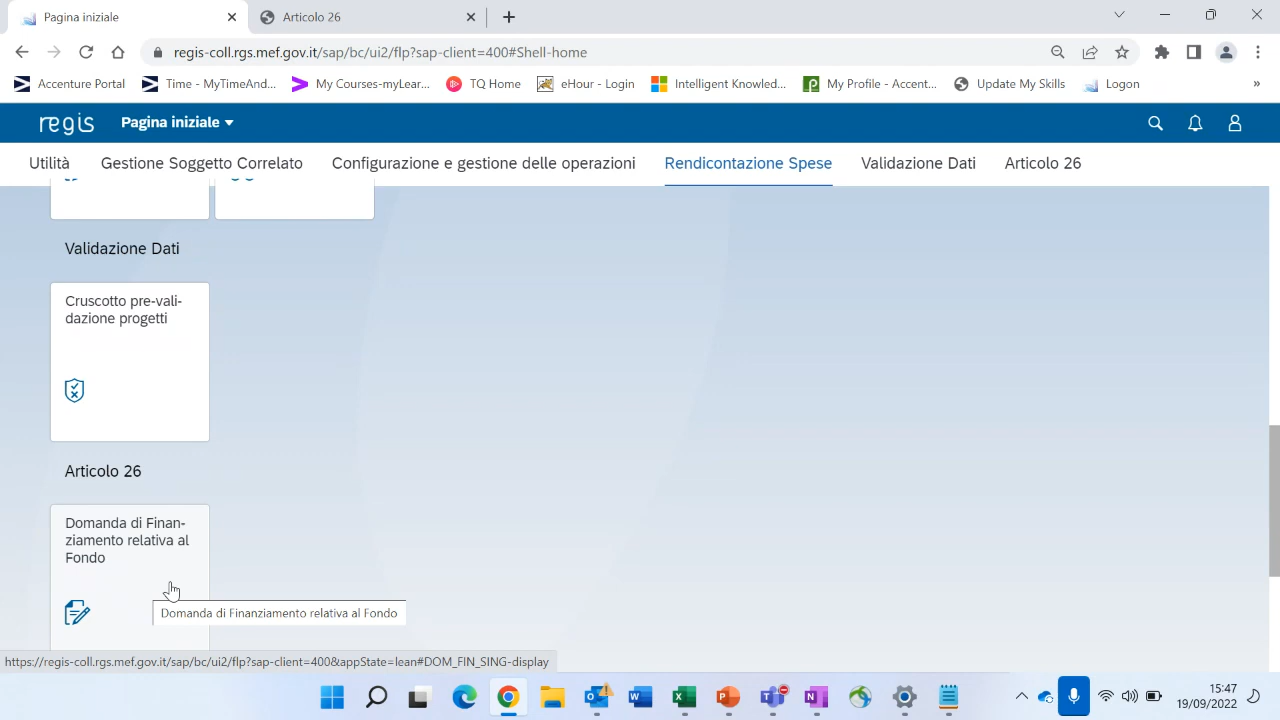 Pagina iniziale
Articolo 26
regis-coll.rgs.mef.gov.it/sap/bc/ui2/flp?sap-client=400#Shell-home
Accenture Portal
Time - MyTimeAnd...
My Courses-myLear...
TQ Home
eHour - Login
Intelligent Knowled...
My Profile - Accent...
Update My Skills
Logon
»
regis
Pagina iniziale
Utilità
Gestione Soggetto Correlato
Configurazione e gestione delle operazioni
Rendicontazione Spese
Validazione Dati
Articolo 26
Validazione Dati
Cruscotto pre-vali-
dazione progetti
Articolo 26
Domanda di Finan-
ziamento relativa al
Fondo
Domanda di Finanziamento relativa al Fondo
https://regis-coll.rgs.mef.gov.it/sap/bc/ui2/flp?sap-client=400&appState=lean#DOM_FIN_SING-display
15:47
19/09/2022